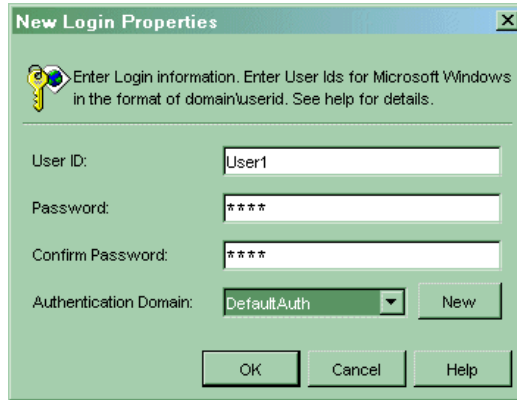 New Login Properties
Enter Login information. Enter User Ids for Microsoft Windows
in the format of domain\userid. See help for details.
User ID: User1
Password: ****
Confirm Password: ****
Authentication Domain: DefaultAuth New
OK Cancel Help